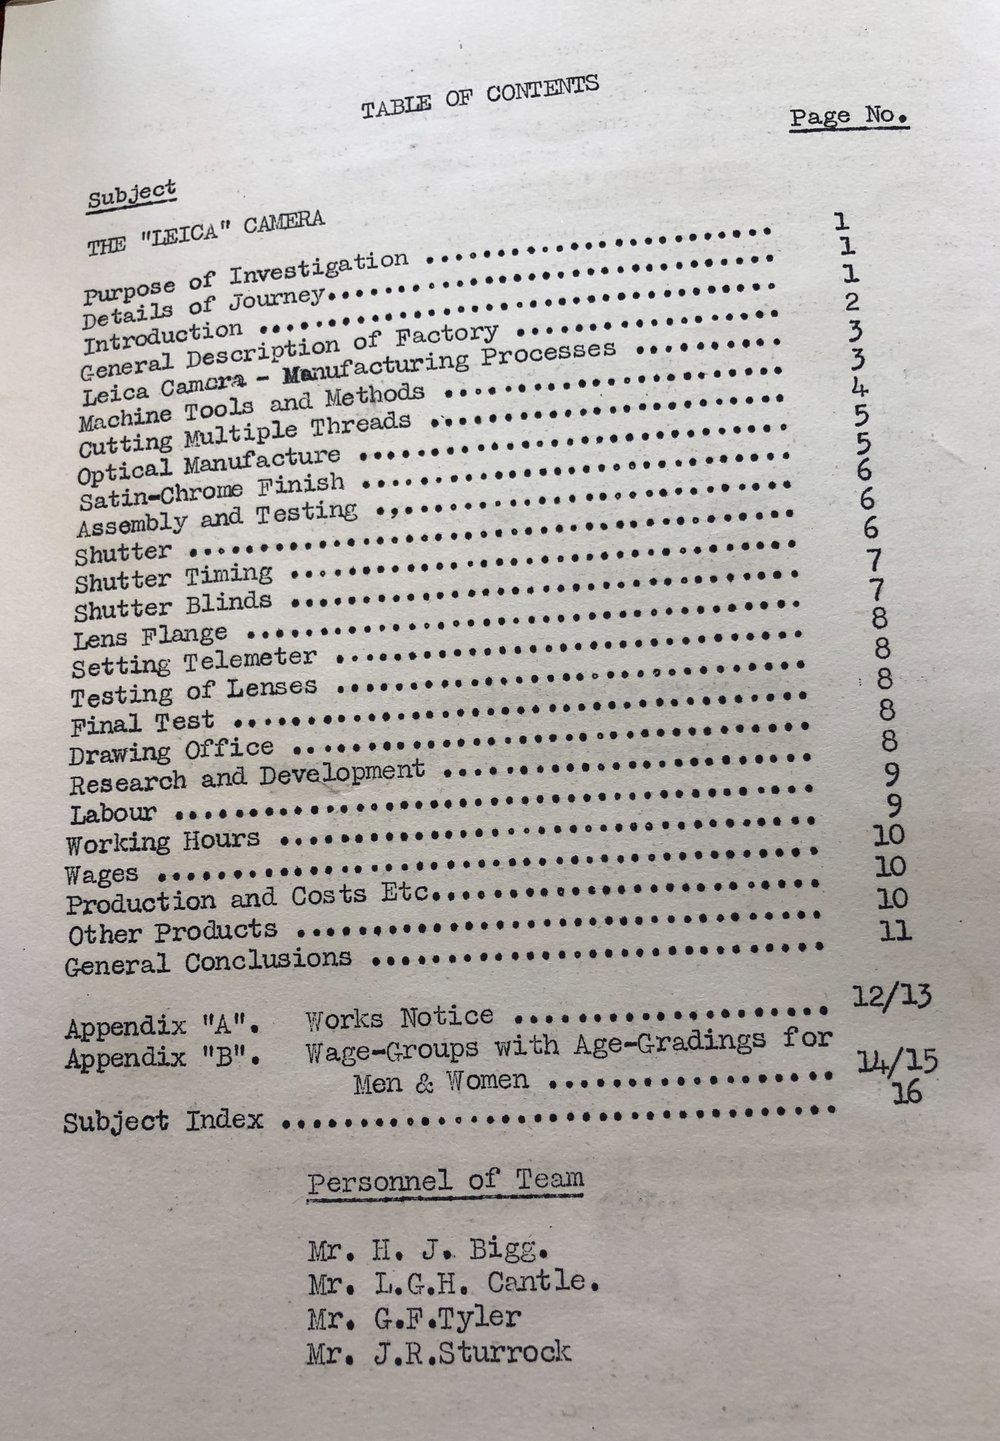 TABLE OF CONTENTS
Page No.
Subject
THE "LEICA" CAMERA
Purpose of Investigation .............................. 1
Details of Journey..................................... 1
Introduction .......................................... 1
General Description of Factory ........................ 2
Leica Camera - Manufacturing Processes .......... 3
Machine Tools and Methods ............................. 3
Cutting Multiple Threads .............................. 4
Optical Manufacture ................................... 5
Satin-Chrome Finish ................................... 5
Assembly and Testing .,................................ 6
Shutter ............................................... 6
Shutter Timing ........................................ 6
Shutter Blinds ........................................ 7
Lens Flange ........................................... 7
Setting Telemeter ..................................... 8
Testing of Lenses ..................................... 8
Final Test ............................................ 8
Drawing Office ........................................ 8
Research and Development .............................. 8
Labour ................................................ 9
Working Hours ......................................... 9
Wages ................................................. 10
Production and Costs Etc............................... 10
Other Products ........................................ 10
General Conclusions ................................... 11
Appendix "A". Works Notice .................... 12/13
Appendix "B". Wage-Groups with Age-Gradings for
Men & Women ................... 14/15
Subject Index .................................... 16
Personnel of Team
Mr. H. J. Bigg.
Mr. L.G.H. Cantle.
Mr. G.F.Tyler
Mr. J.R.Sturrock